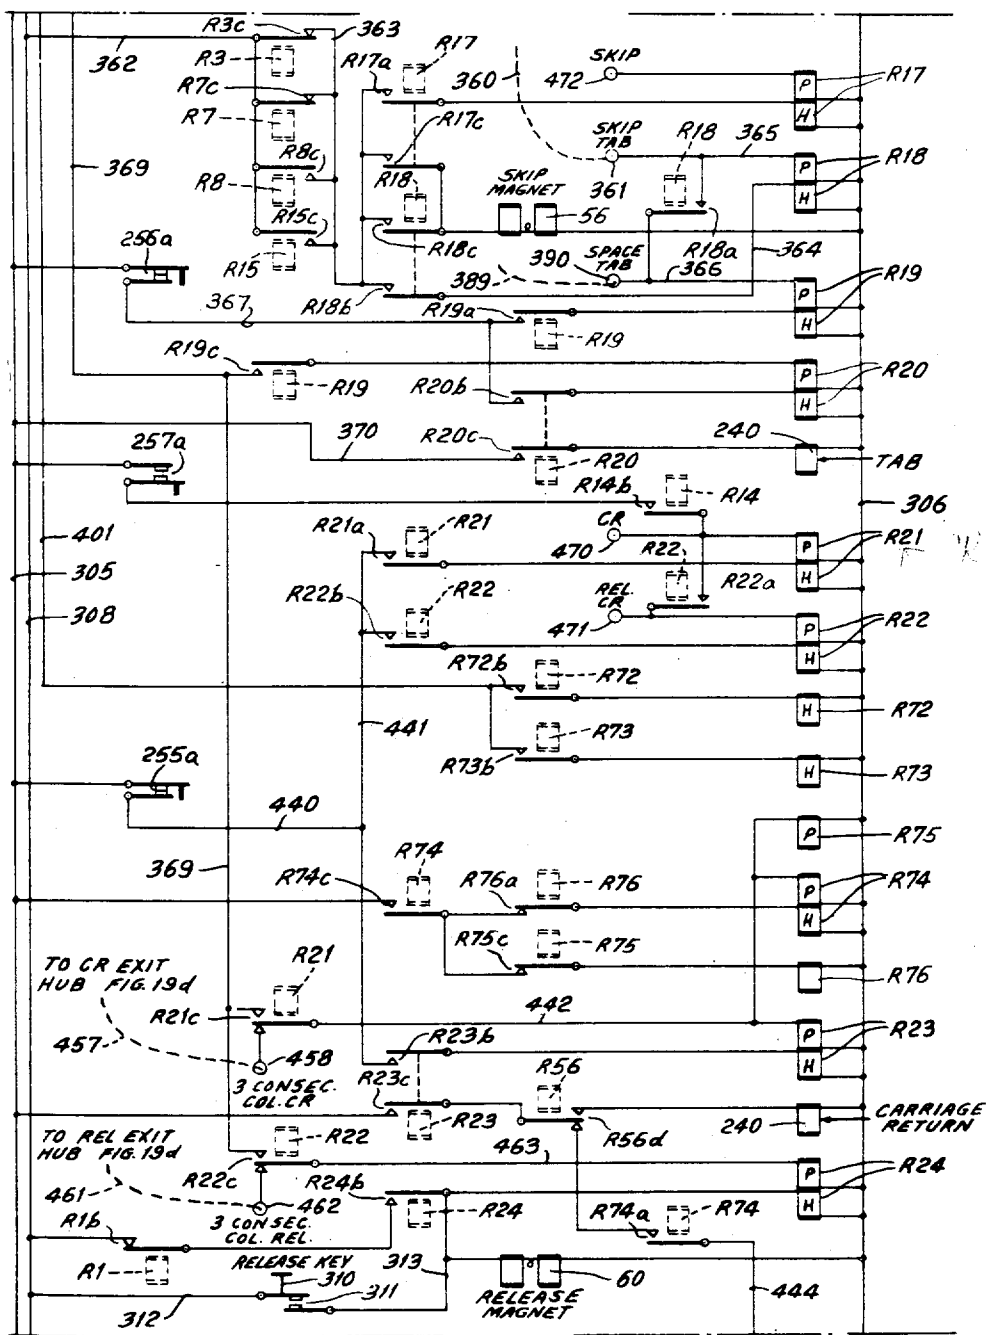 R3c
363
R17
SKIP
362
R3
R17a
360
472
P
R17
R7c
H
R7
R17c
SKIP
TAB
R18
365
369
R8c
R18
SKIP
MAGNET
361
P
R18
R8
H
R15c
56
256a
R18c
R18a
364
R15
390
SPACE
TAB
389
366
P
R19
367
R18b
R19a
H
R19c
R19
R19
R20b
P
R20
H
257a
370
R20c
R20
240
TAB
R14b
R14
306
401
R21a
R21
CR
470
R22
P
R21
H
305
R22b
R22
R22a
308
REL.
CR
471
P
R22
H
R72b
R72
H
R72
441
R73
R73b
H
R73
255a
440
P
R75
369
R74
R74c
R76a
R76
P
R74
H
R75c
R75
R76
TO CR EXIT
HUB FIG. 19d
R21
R21c
442
457
458
R23b
P
R23
H
3 CONSEC.
COL. CR
R23c
R56
TO REL EXIT
HUB FIG. 19d
R22
R23
R56d
240
CARRIAGE
RETURN
R22c
463
461
462
R24b
P
R24
H
R1b
3 CONSEC.
COL. REL.
R24
R74a
R74
R1
RELEASE KEY
310
313
312
311
RELEASE
MAGNET
60
444